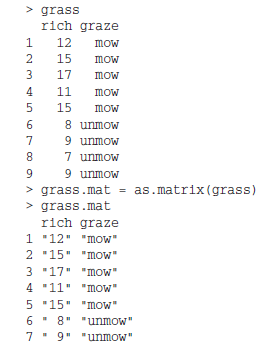 > grass
rich graze
1 12 mow
2 15 mow
3 17 mow
4 11 mow
5 15 mow
6 8 unmow
7 9 unmow
8 7 unmow
9 9 unmow
> grass.mat = as.matrix(grass)
> grass.mat
rich graze
1 "12" "mow"
2 "15" "mow"
3 "17" "mow"
4 "11" "mow"
5 "15" "mow"
6 " 8" "unmow"
7 " 9" "unmow"